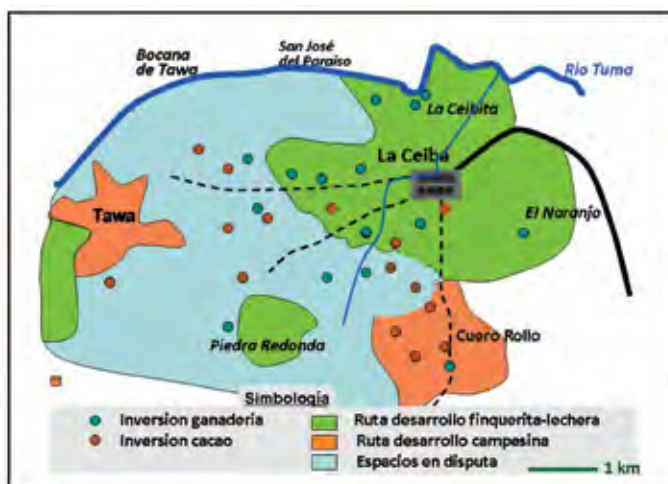 Bocana
de Tawa
San José
del Paraíso
Rio Tuma
La Ceibita
La Ceiba
Tawa
El Naranjo
Piedra Redonda
Cuero Rollo
Simbología
Inversion ganadería
Inversion cacao
Ruta desarrollo finquerita-lechera
Ruta desarrollo campesina
Espacios en disputa
1 km